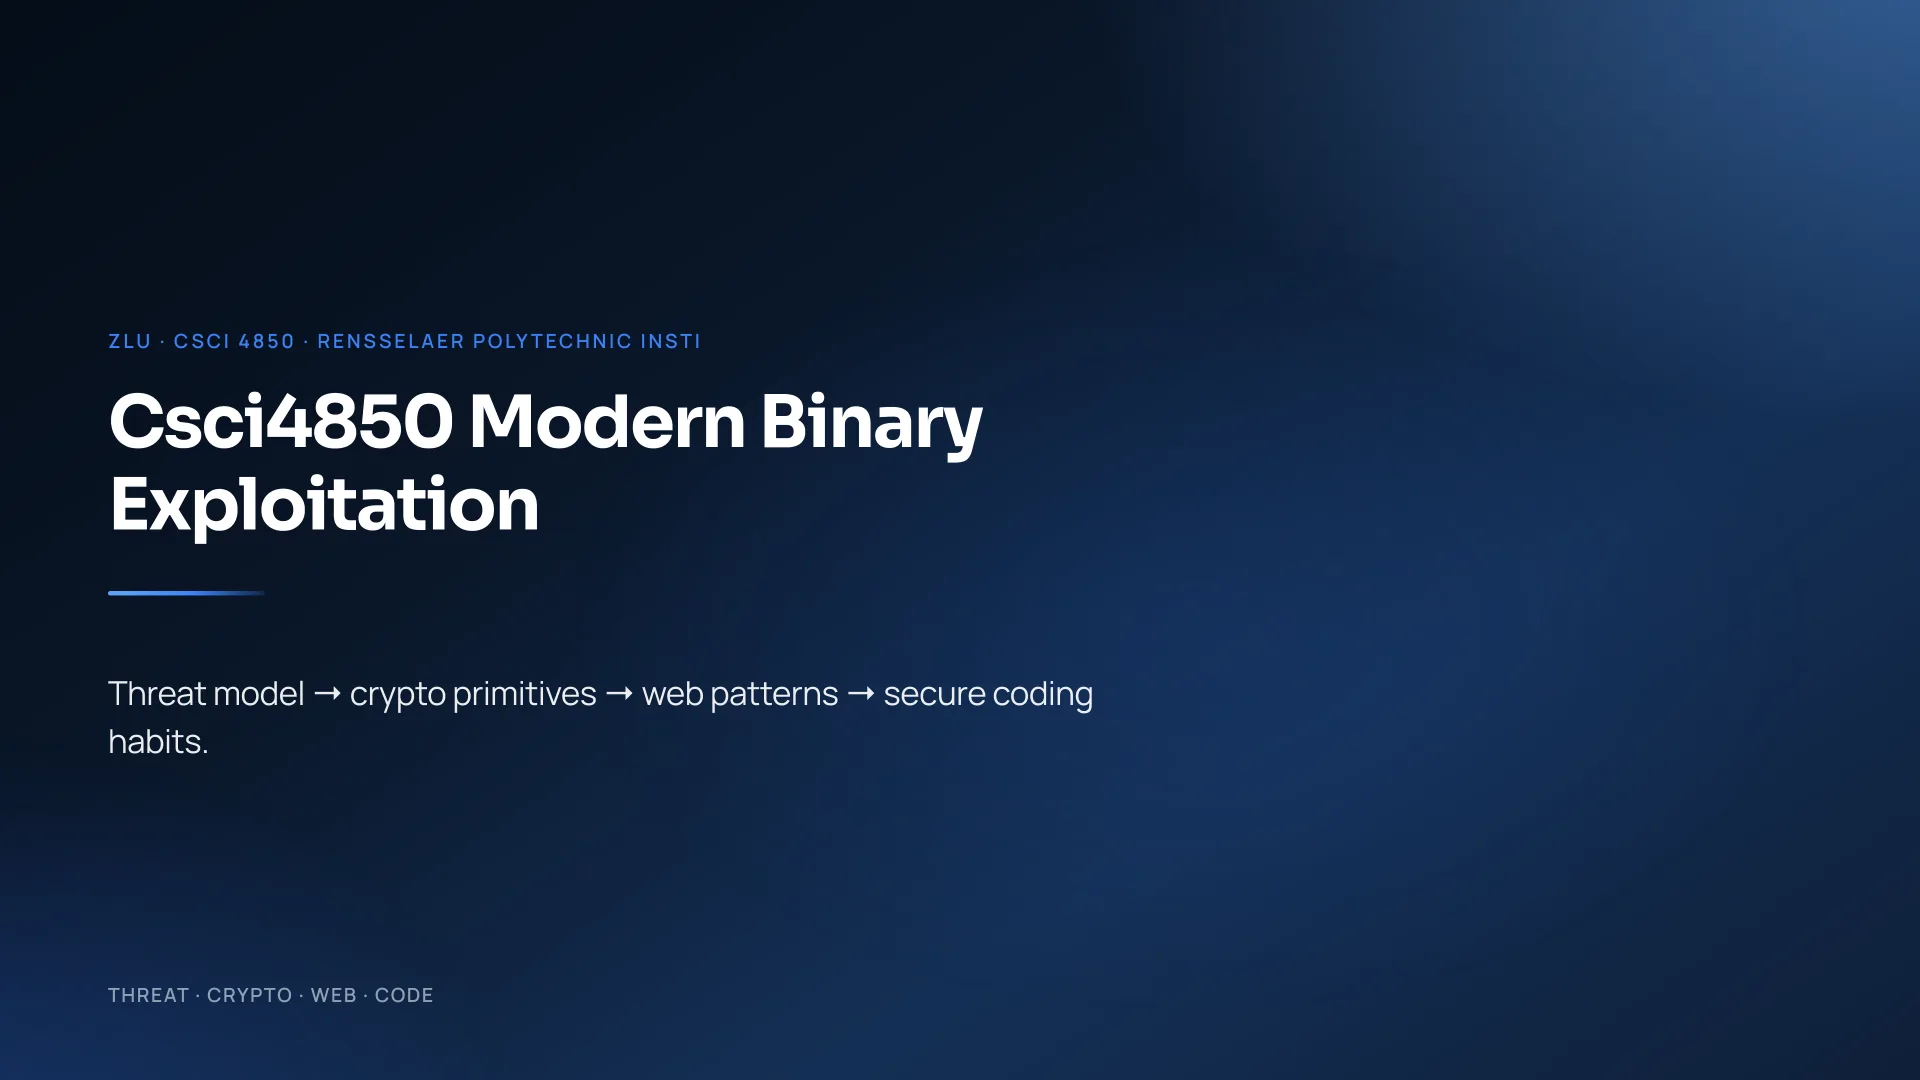 ZLU · CSCI 4850 · RENSSELAER POLYTECHNIC INSTI
Csci4850 Modern Binary
Exploitation
Threat model → crypto primitives → web patterns → secure coding
habits.
THREAT · CRYPTO · WEB · CODE